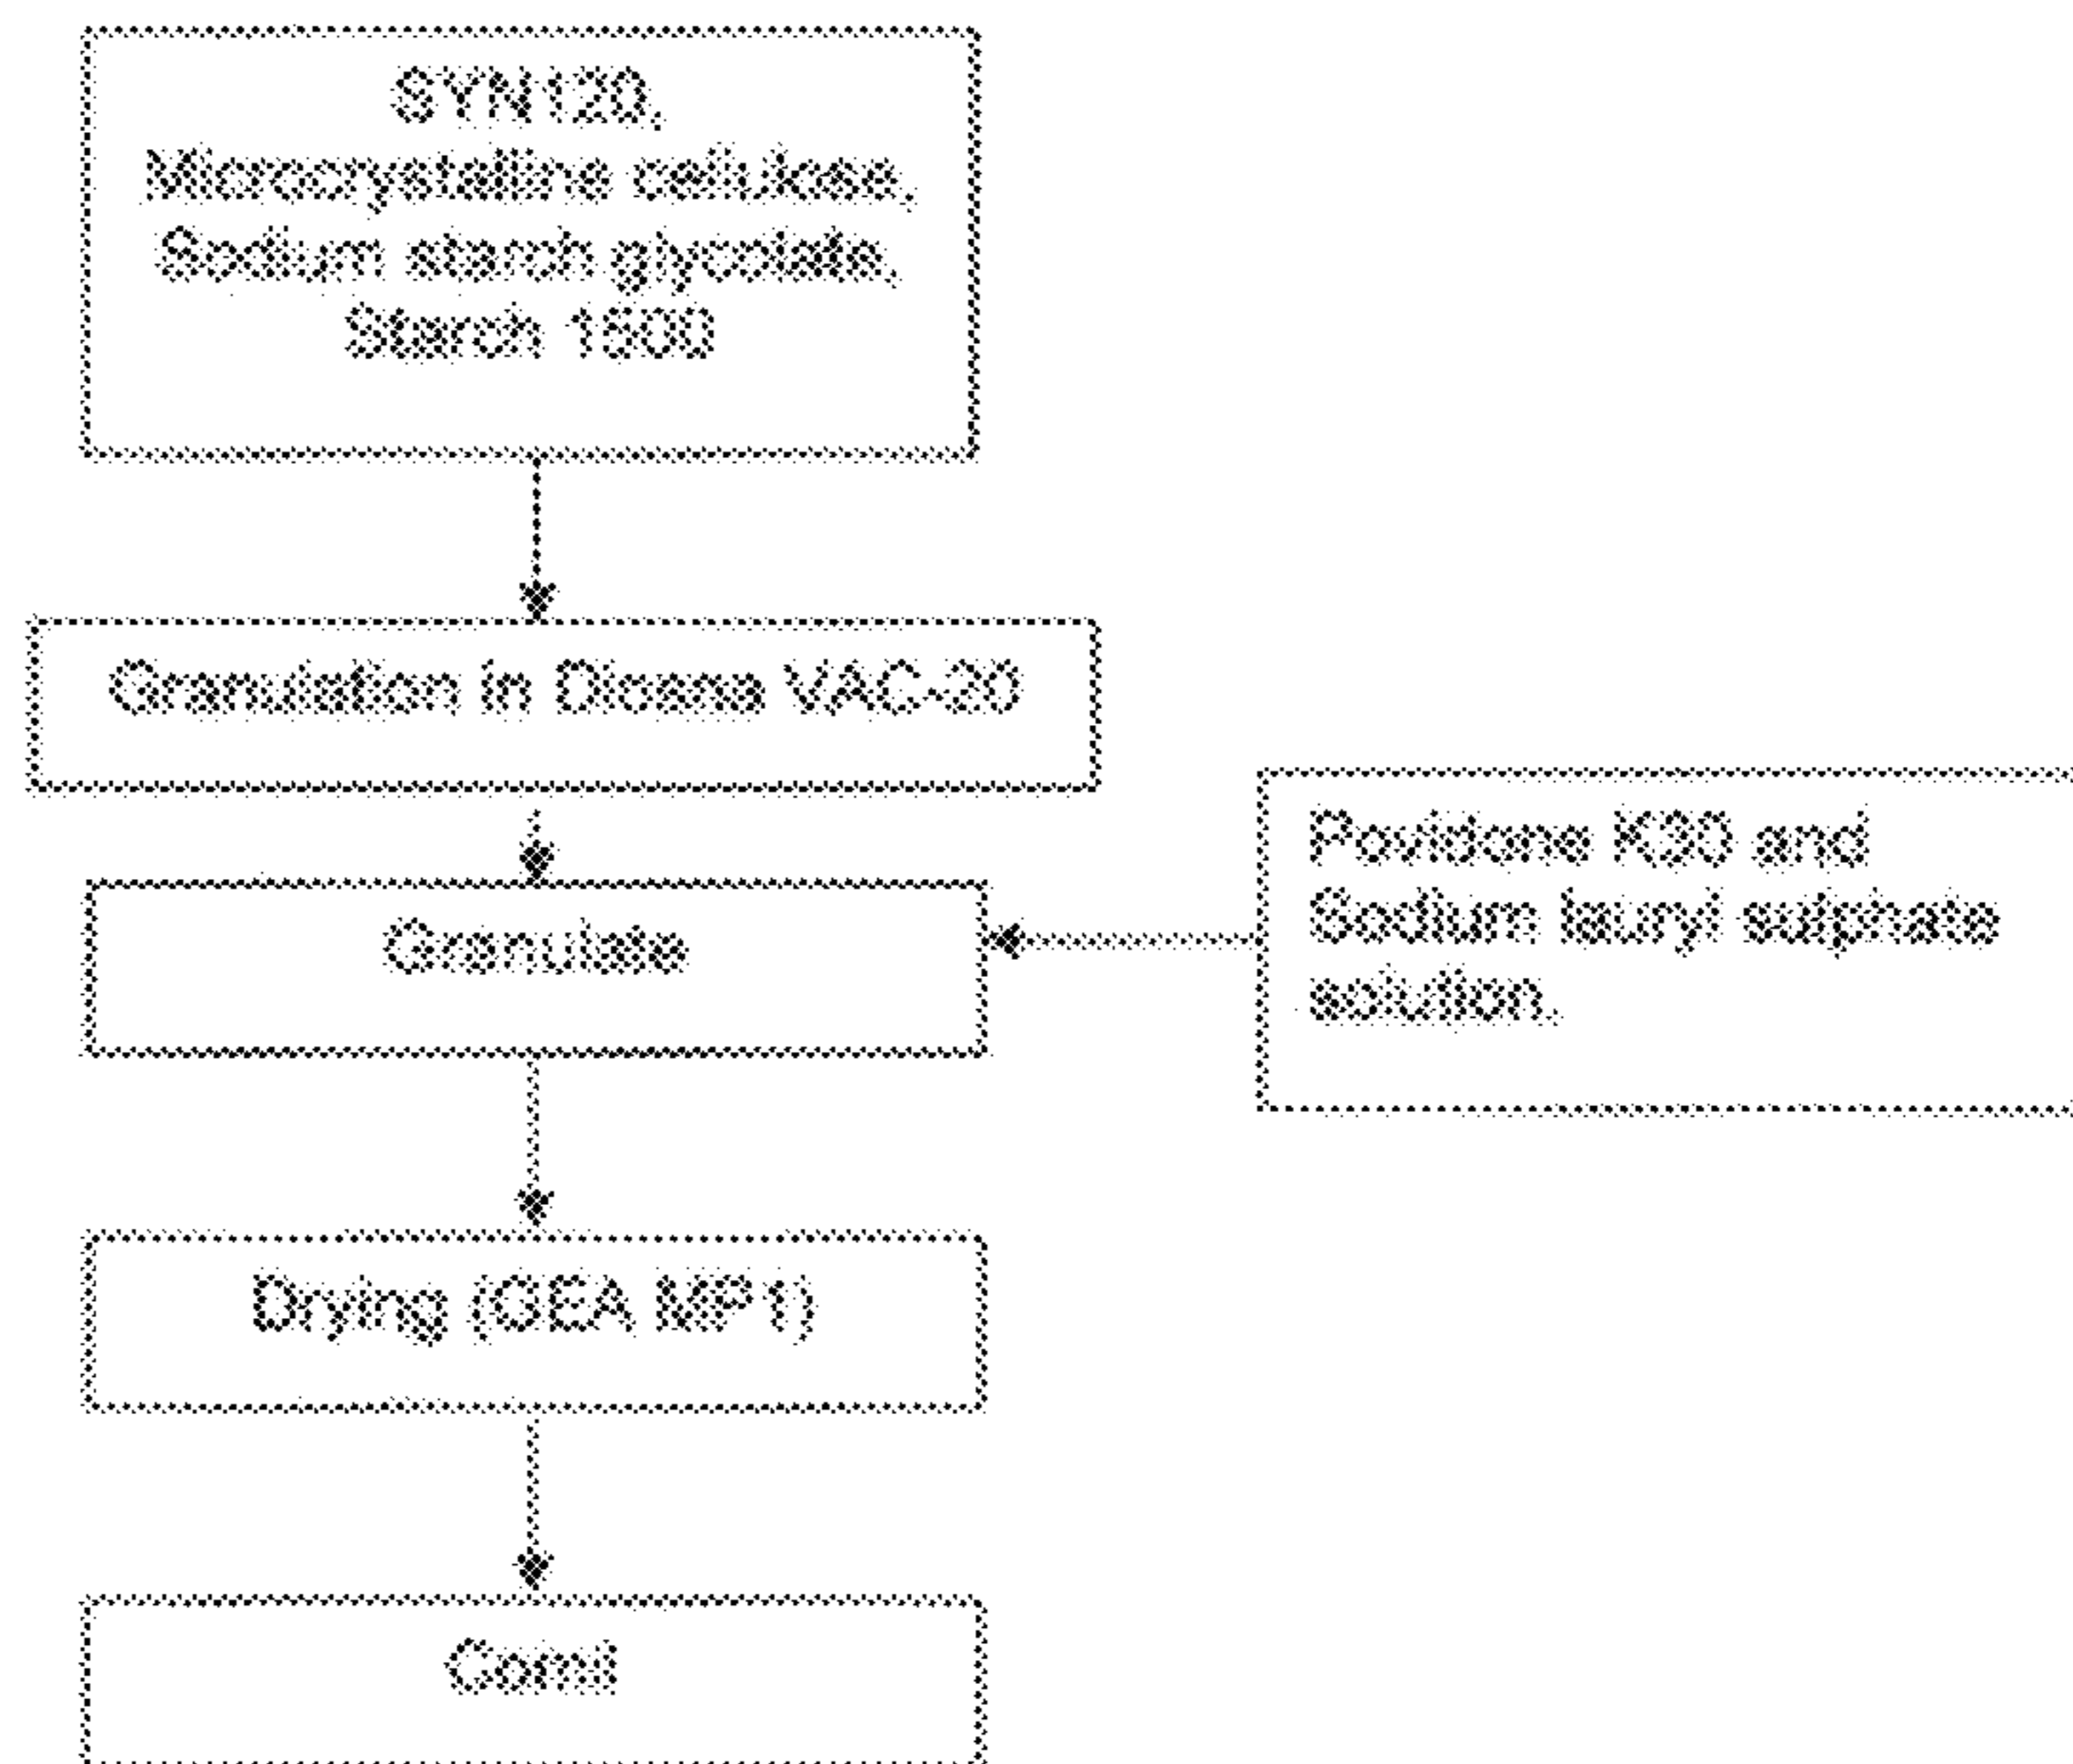 SYN120,
Microcrystalline cellulose,
Sodium starch glycolate,
Starch 1500
Granulation in Diosna VAC-20
Granulate
Povidone K30 and
Sodium lauryl sulphate
solution.
Drying (GEA MP1)
Comil